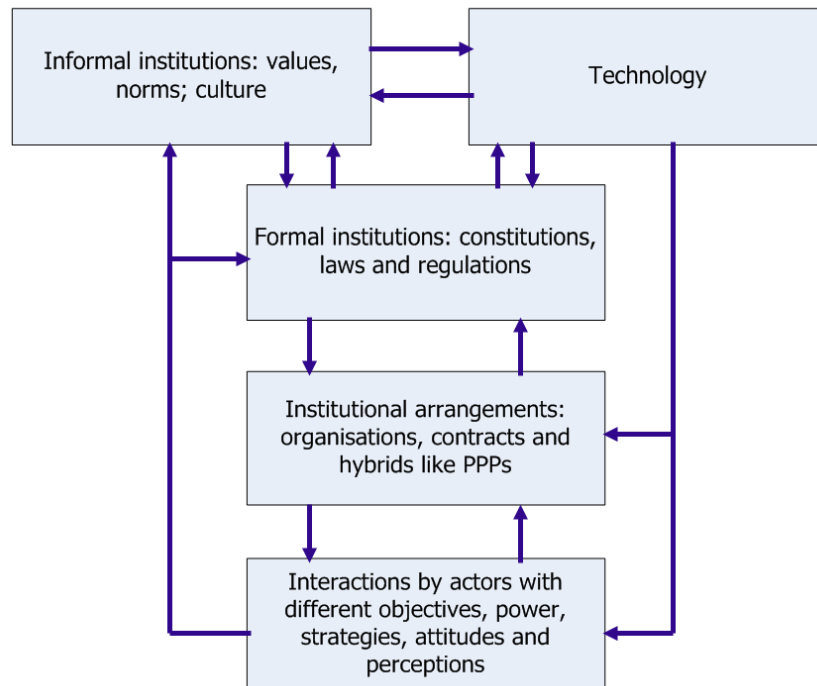 Informal institutions: values,
norms; culture
Technology
Formal institutions: constitutions,
laws and regulations
Institutional arrangements:
organisations, contracts and
hybrids like PPPs
Interactions by actors with
different objectives, power,
strategies, attitudes and
perceptions